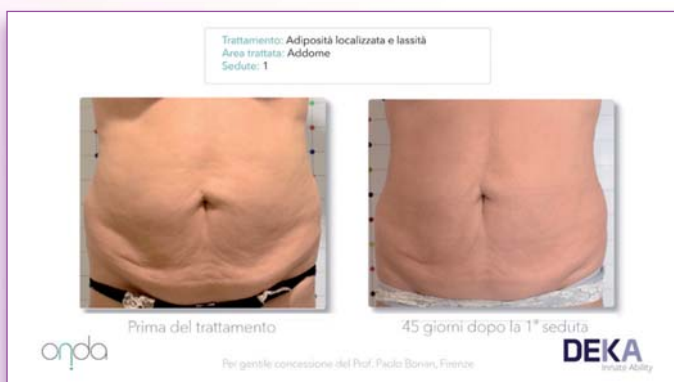 Trattamento: Adiposità localizzata e lassità
Area trattata: Addome
Sedute: 1
Prima del trattamento
45 giorni dopo la 1ª seduta
onda
Per gentile concessione del Prof. Paolo Bonan, Firenze
DEKA
Innate Ability